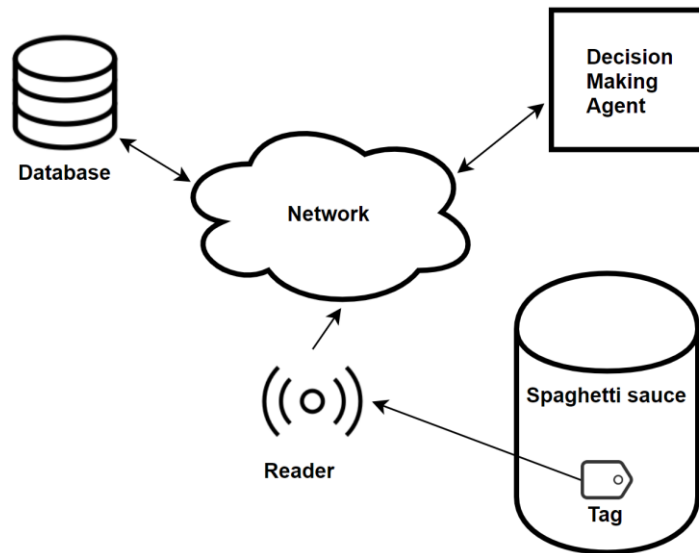 Decision
Making
Agent
Database
Network
Spaghetti sauce
Reader
Tag